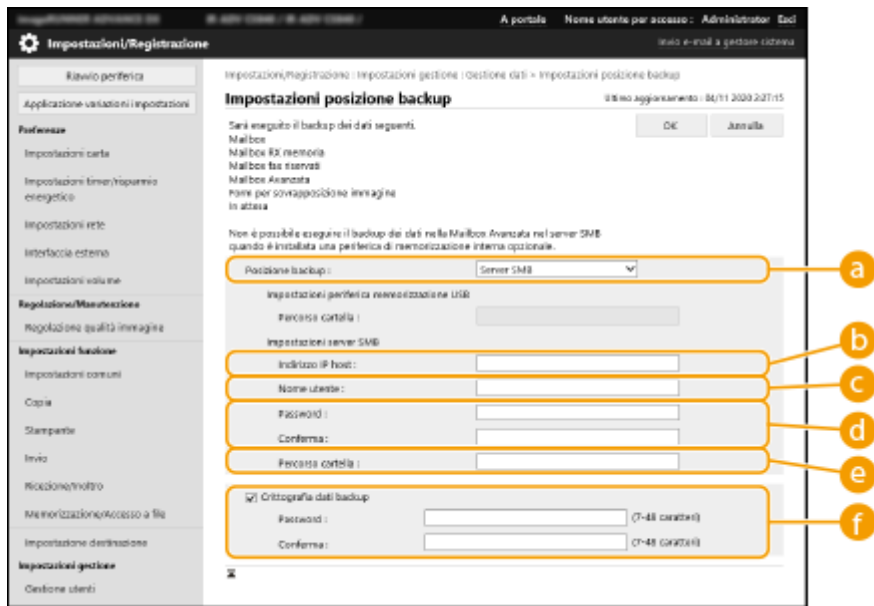 A portale Nome utente per accesso : Administrator Esci
Impostazioni/Registrazione
Invio e-mail a gestore sistema
Riavvio periferica
Applicazione variazioni impostazioni
Preferenze
Impostazioni carta
Impostazioni timer/risparmio
energetico
Impostazioni rete
Interfaccia esterna
Impostazioni volume
Regolazione/Manutenzione
Regolazione qualità immagine
Impostazioni funzione
Impostazioni comuni
Copia
Stampante
Invio
Ricezione/Inoltro
Memorizzazione/Accesso a file
Impostazione destinazione
Impostazioni gestione
Gestione utenti
Impostazioni/Registrazione : Impostazioni gestione : Gestione dati > Impostazioni posizione backup
Impostazioni posizione backup
Ultimo aggiornamento : 04/11 2020 2:27:15
Sarà eseguito il backup dei dati seguenti.
OK Annulla
Mailbox
Mailbox RX memoria
Mailbox fax riservati
Mailbox Avanzata
Form per sovrapposizione immagine
In attesa
Non è possibile eseguire il backup dei dati nella Mailbox Avanzata nel server SMB
quando è installata una periferica di memorizzazione interna opzionale.
Posizione backup : Server SMB
a
Impostazioni periferica memorizzazione USB
Percorso cartella :
Impostazioni server SMB
Indirizzo IP host :
b
Nome utente :
c
Password :
Conferma :
d
Percorso cartella :
e
Crittografia dati backup
Password : (7-48 caratteri)
Conferma : (7-48 caratteri)
f